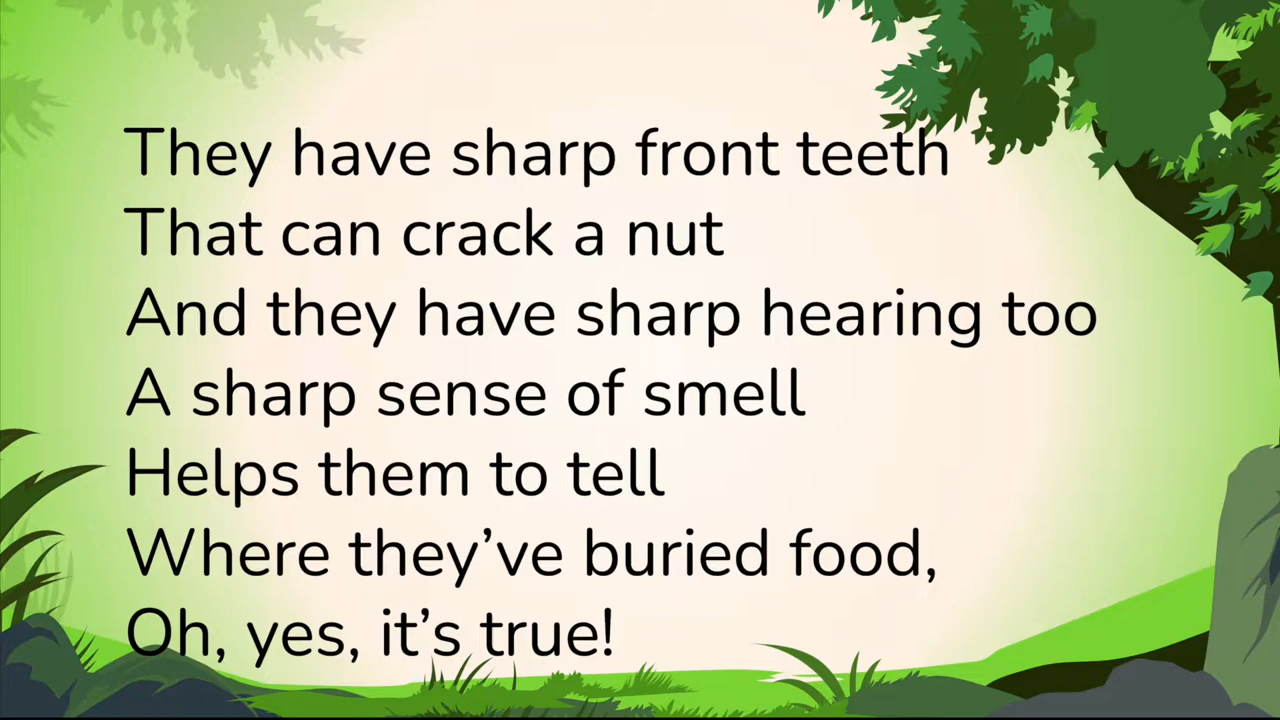 They have sharp front teeth
That can crack a nut
And they have sharp hearing too
A sharp sense of smell
Helps them to tell
Where they’ve buried food,
Oh, yes, it’s true!